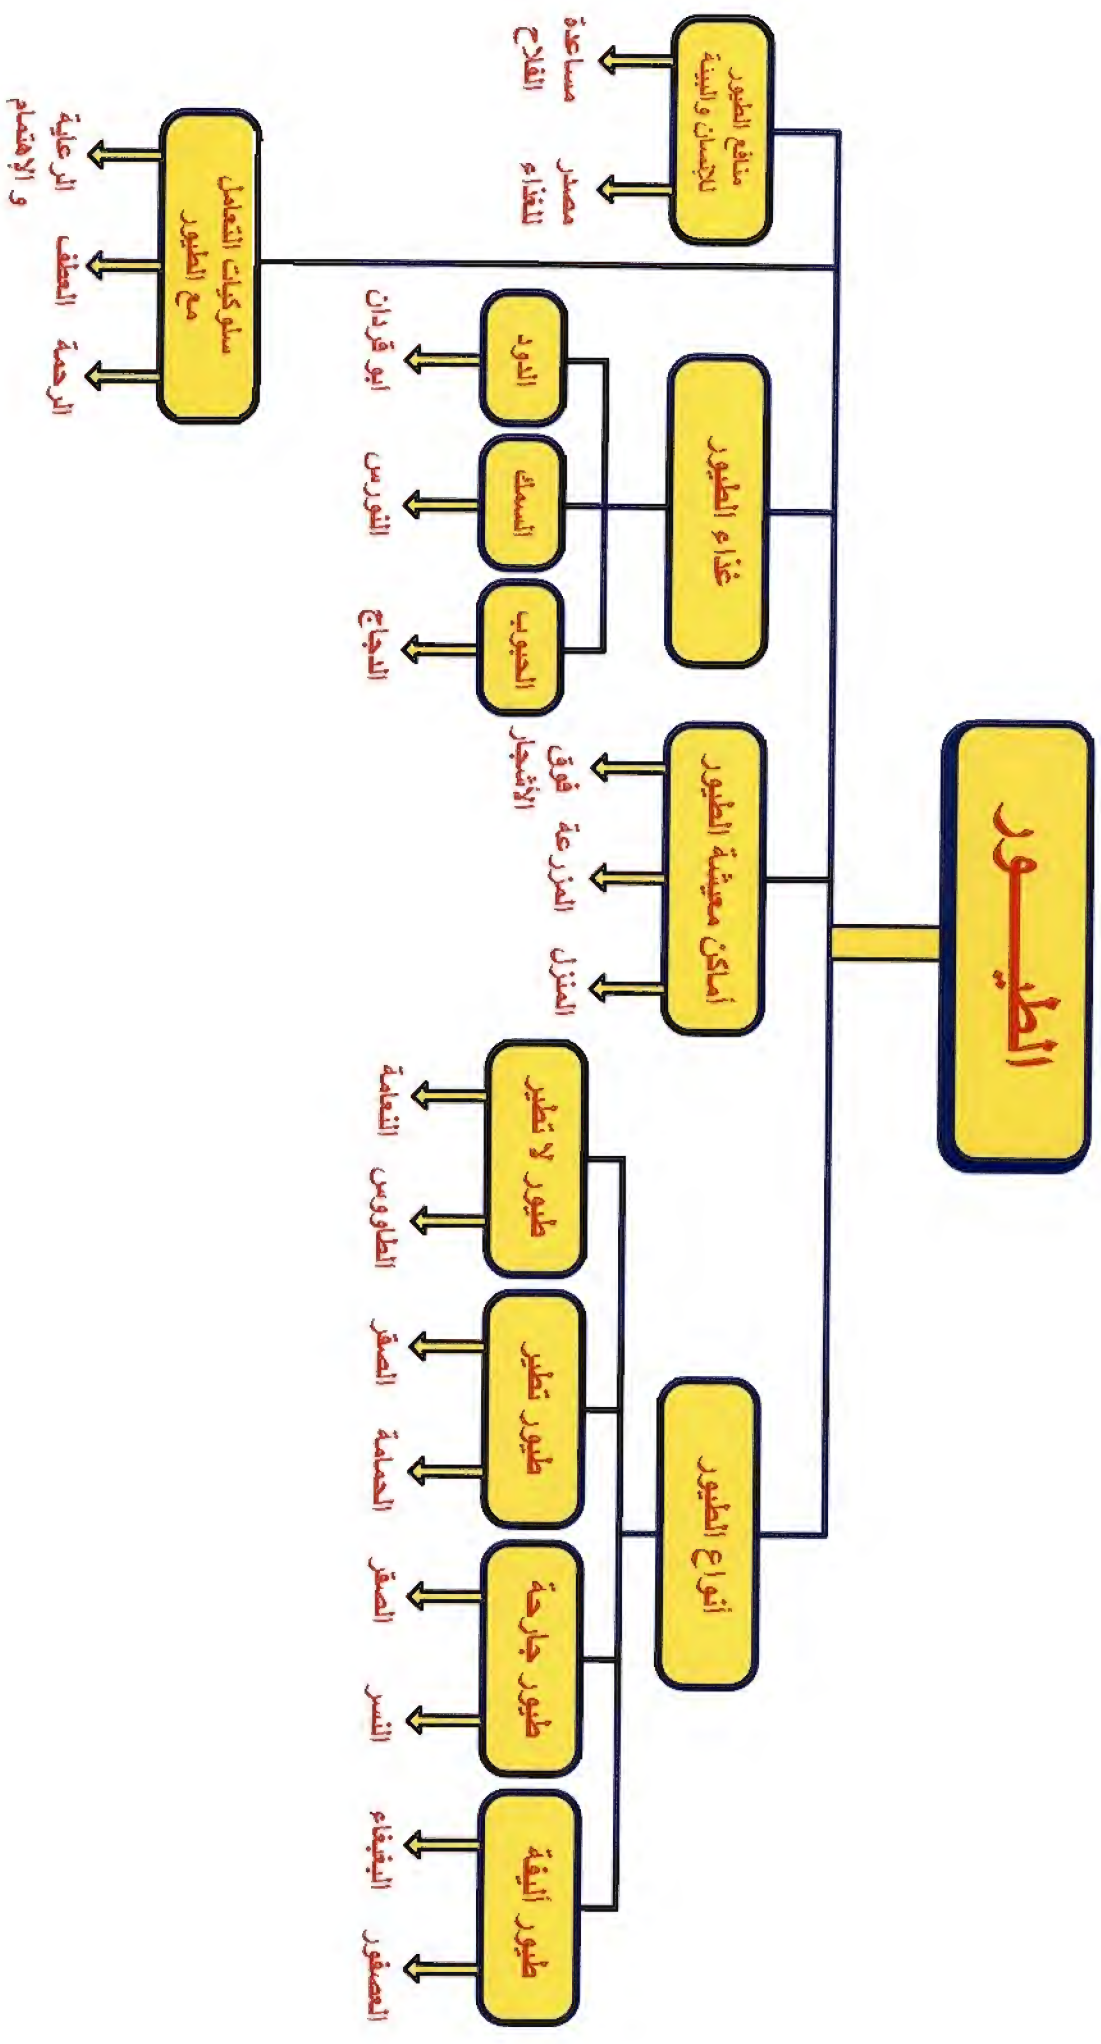 الطيــــور
أنواع الطيور
أماكن معيشة الطيور
غذاء الطيور
منافع الطيور
للإنسان والبيئة
طيور أليفة
طيور جارحة
طيور تطير
طيور لا تطير
العصفور
الببغاء
النسر
الصقر
الحمامة
الصقر
الطاووس
النعامة
المنزل
المزرعة
فوق
الأشجار
الحبوب
السمك
الدود
الدجاج
النورس
ابو قردان
مصدر
للغذاء
مساعدة
الفلاح
سلوكيات التعامل
مع الطيور
الرحمة
العطف
الرعاية
و الإهتمام